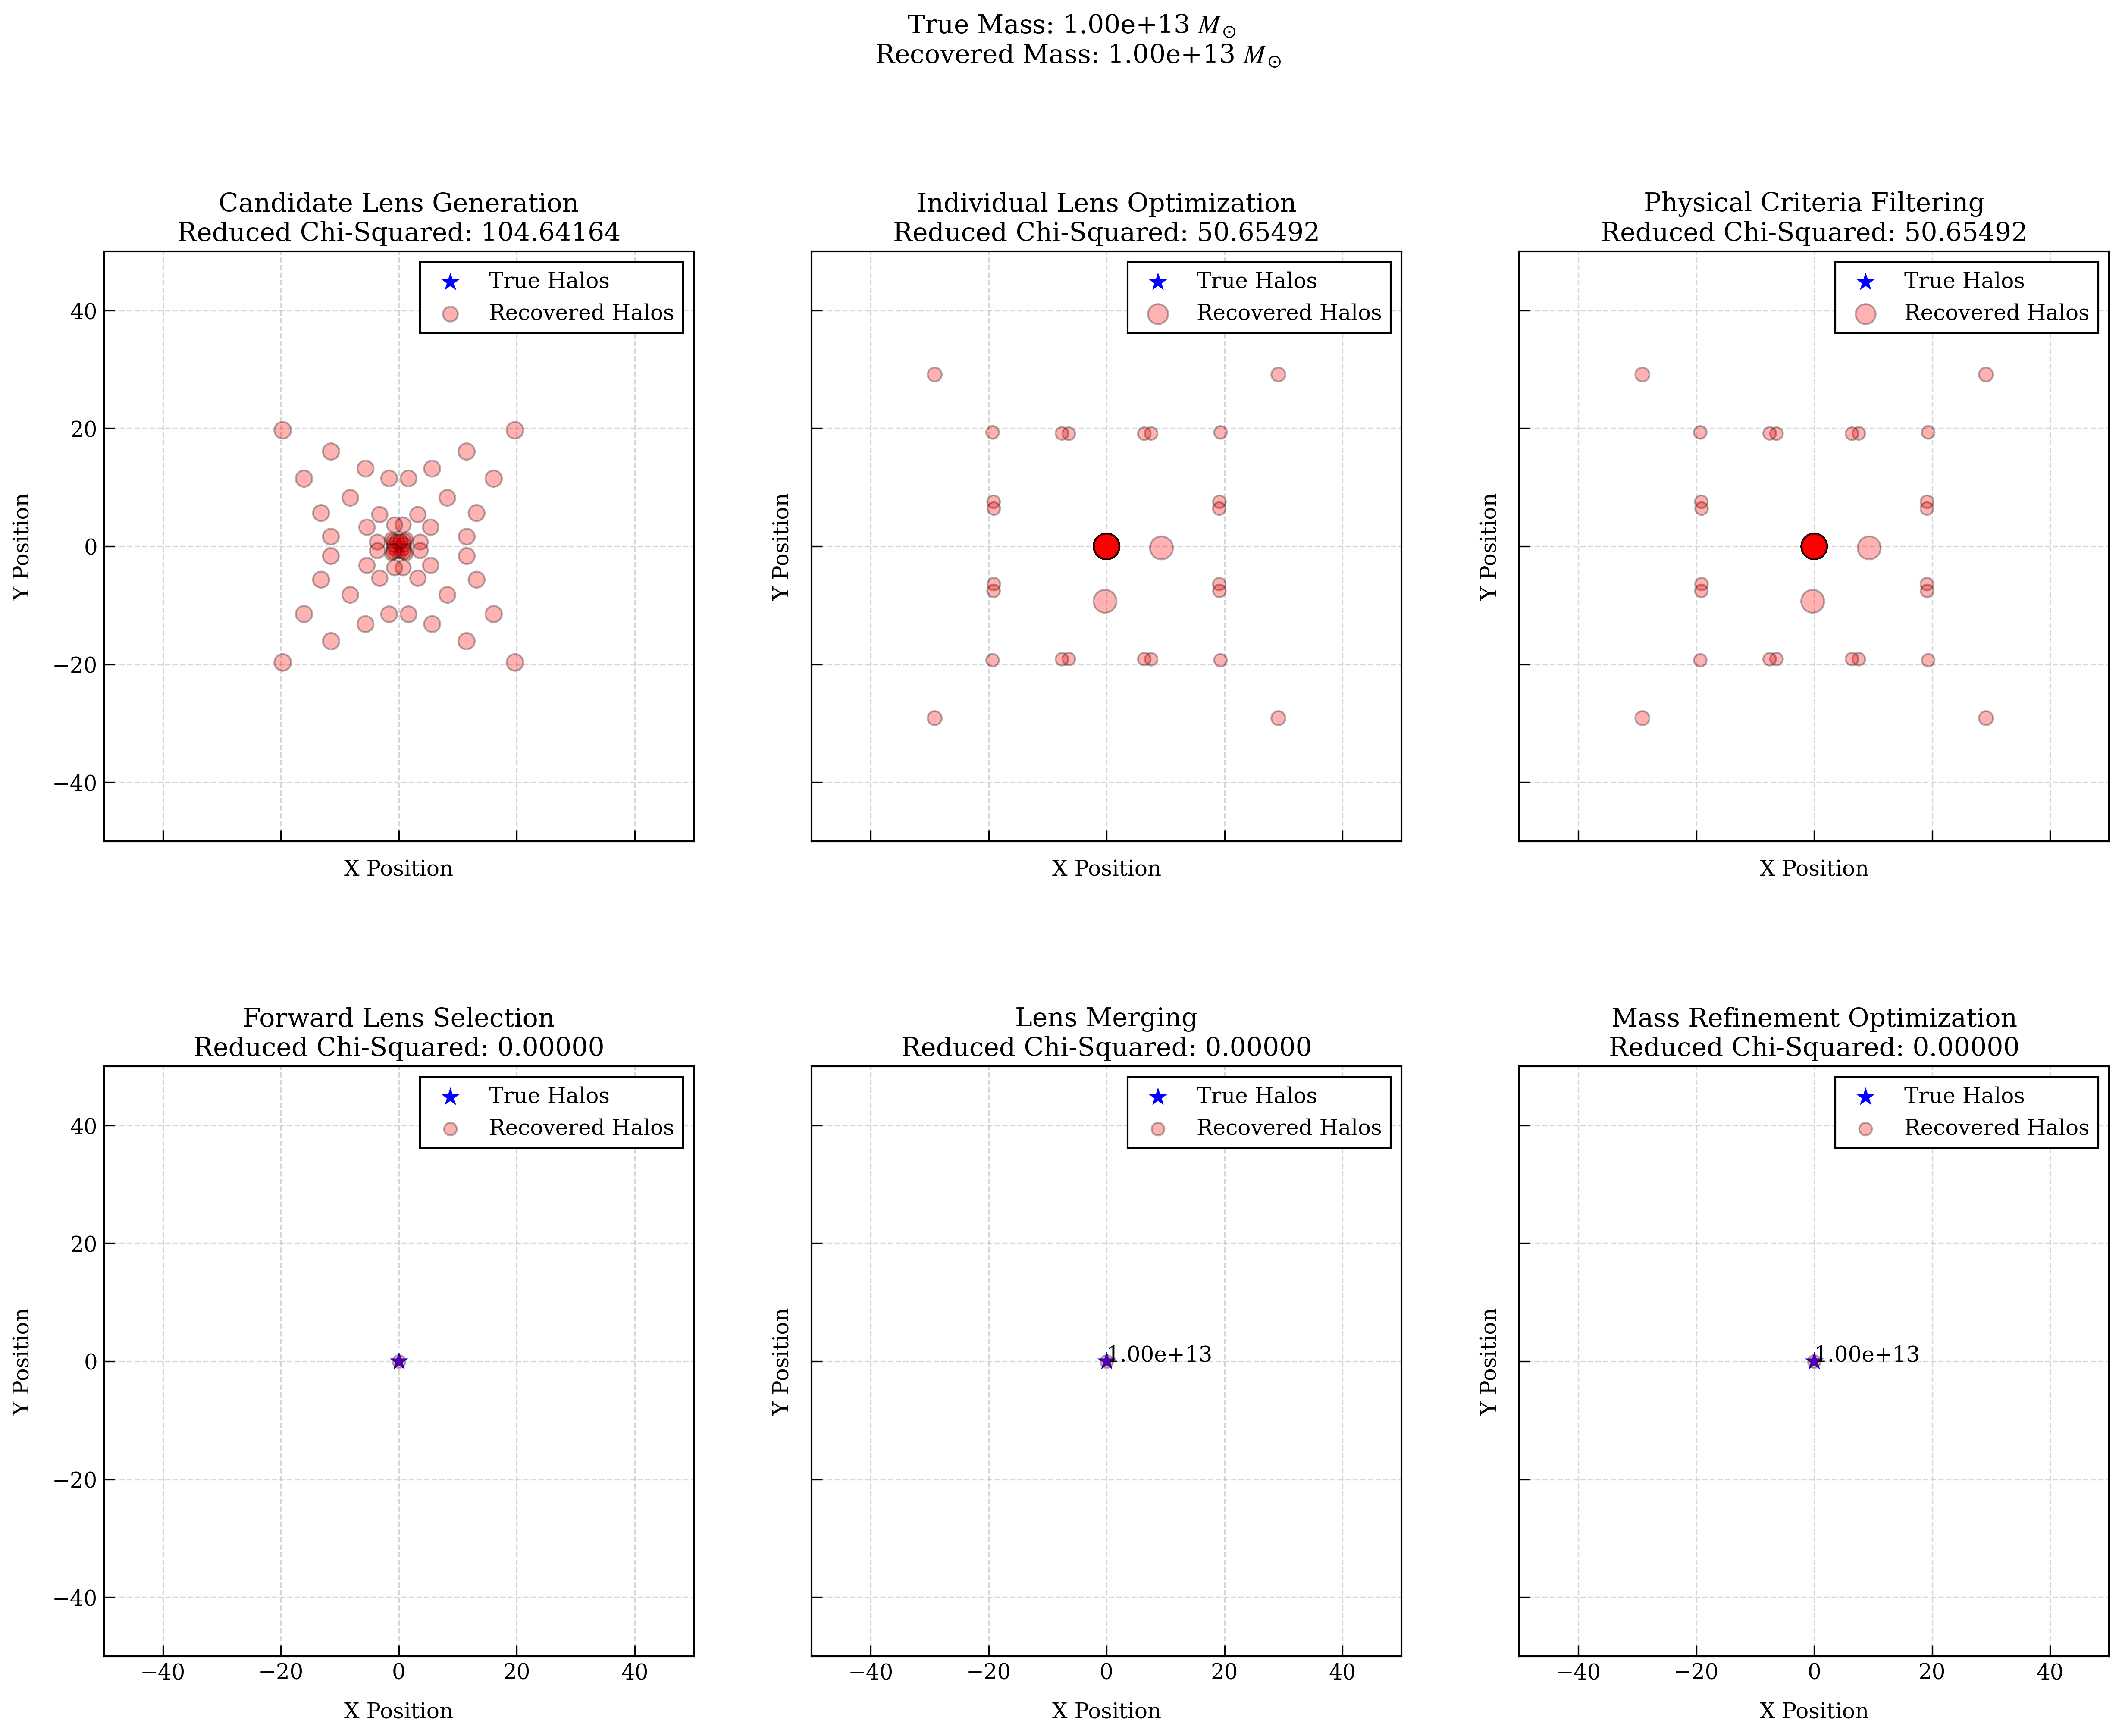 True Mass: 1.00e+13 M⊙
Recovered Mass: 1.00e+13 M⊙
Candidate Lens Generation
Reduced Chi-Squared: 104.64164
True Halos
Recovered Halos
40
20
0
−20
−40
Y Position
X Position
Individual Lens Optimization
Reduced Chi-Squared: 50.65492
True Halos
Recovered Halos
Y Position
X Position
Physical Criteria Filtering
Reduced Chi-Squared: 50.65492
True Halos
Recovered Halos
Y Position
X Position
Forward Lens Selection
Reduced Chi-Squared: 0.00000
True Halos
Recovered Halos
40
20
0
−20
−40
Y Position
−40 −20 0 20 40
X Position
Lens Merging
Reduced Chi-Squared: 0.00000
True Halos
Recovered Halos
1.00e+13
Y Position
−40 −20 0 20 40
X Position
Mass Refinement Optimization
Reduced Chi-Squared: 0.00000
True Halos
Recovered Halos
1.00e+13
Y Position
−40 −20 0 20 40
X Position